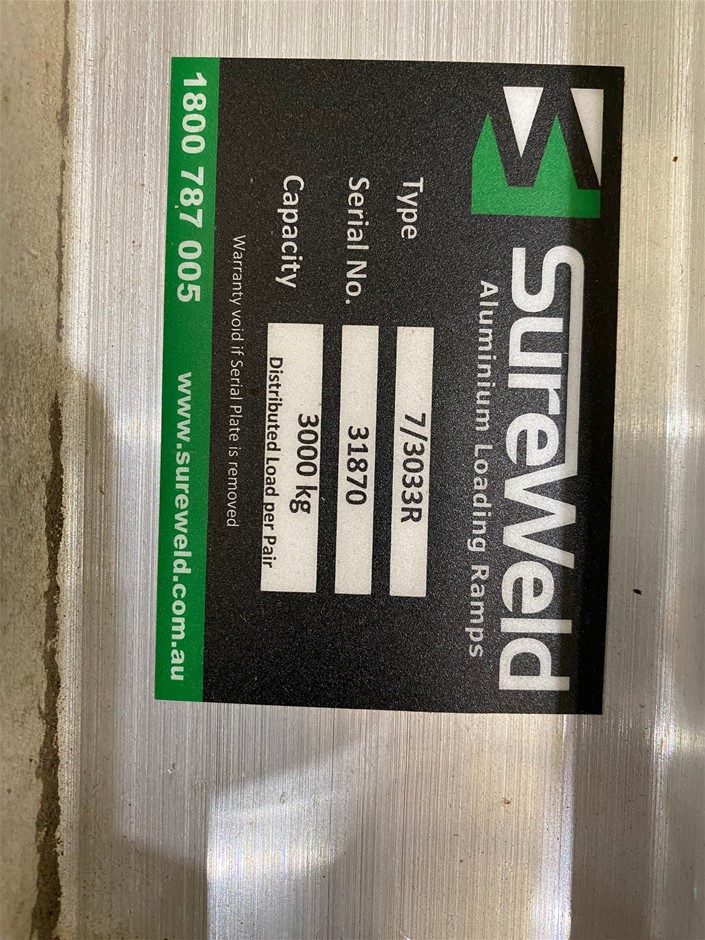 SureWeld
Aluminium Loading Ramps
Type 7/3033R
Serial No. 31870
Capacity 3000 kg
Distributed Load per Pair
Warranty void if Serial Plate is removed
1800 787 005 www.sureweld.com.au